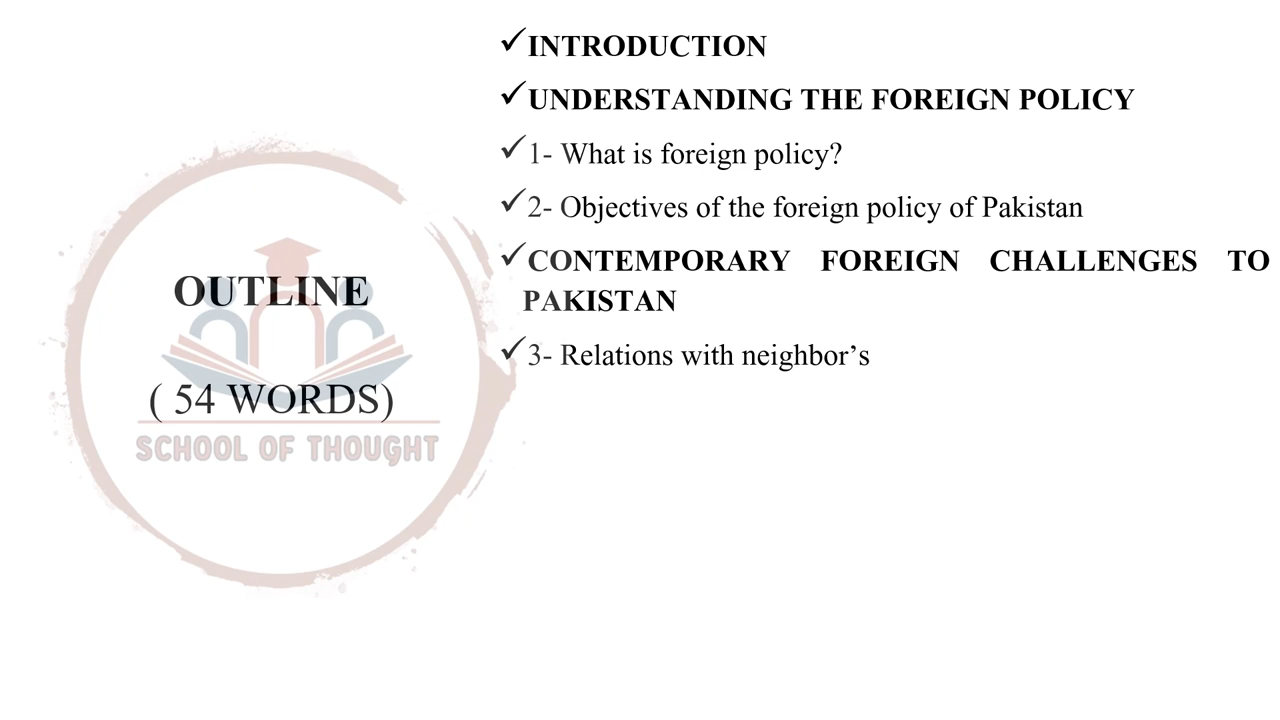 OUTLINE
( 54 WORDS)
SCHOOL OF THOUGHT
✓INTRODUCTION
✓UNDERSTANDING THE FOREIGN POLICY
✓1- What is foreign policy?
✓2- Objectives of the foreign policy of Pakistan
✓CONTEMPORARY FOREIGN CHALLENGES TO
PAKISTAN
✓3- Relations with neighbor’s